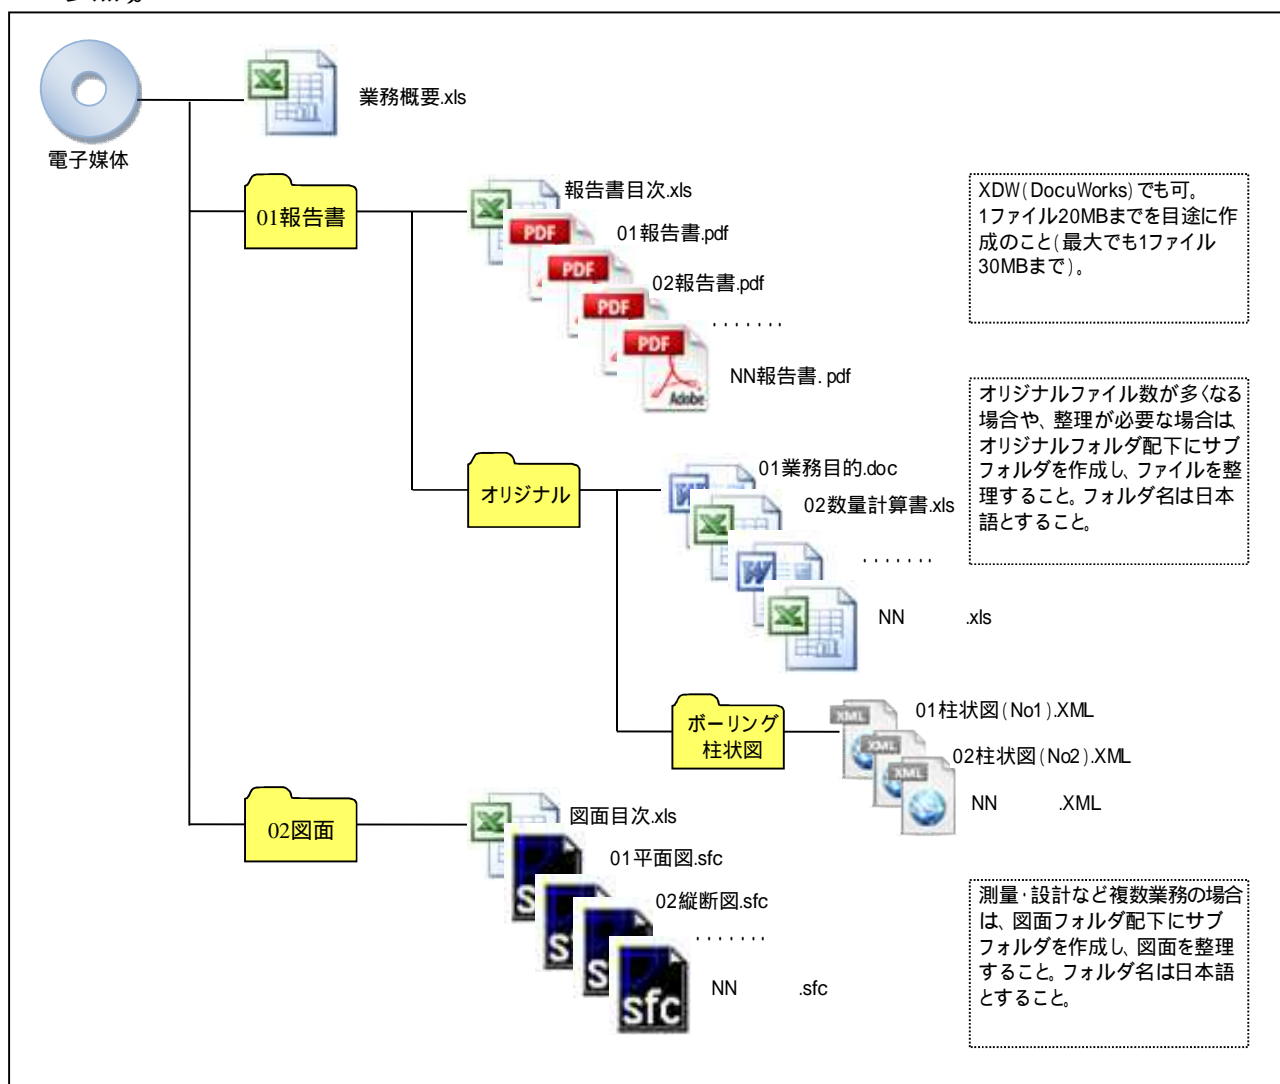 業務概要.xls
電子媒体
01報告書
報告書目次.xls
PDF
01報告書.pdf
PDF
02報告書.pdf
PDF
.......
PDF
Adobe
NN報告書. pdf
XDW(DocuWorks)でも可。
1ファイル20MBまでを目途に作
成のこと(最大でも1ファイル
30MBまで)。
オリジナル
01業務目的.doc
02数量計算書.xls
.......
NN .xls
オリジナルファイル数が多くなる
場合や、整理が必要な場合は、
オリジナルフォルダ配下にサブ
フォルダを作成し、ファイルを整
理すること。フォルダ名は日本
語とすること。
ボーリング
柱状図
XML
01柱状図(No1).XML
XML
02柱状図(No2).XML
XML
NN .XML
02図面
図面目次.xls
01平面図.sfc
02縦断図.sfc
.......
sfc
NN .sfc
測量・設計など複数業務の場合
は、図面フォルダ配下にサブ
フォルダを作成し、図面を整理
すること。フォルダ名は日本語
とすること。